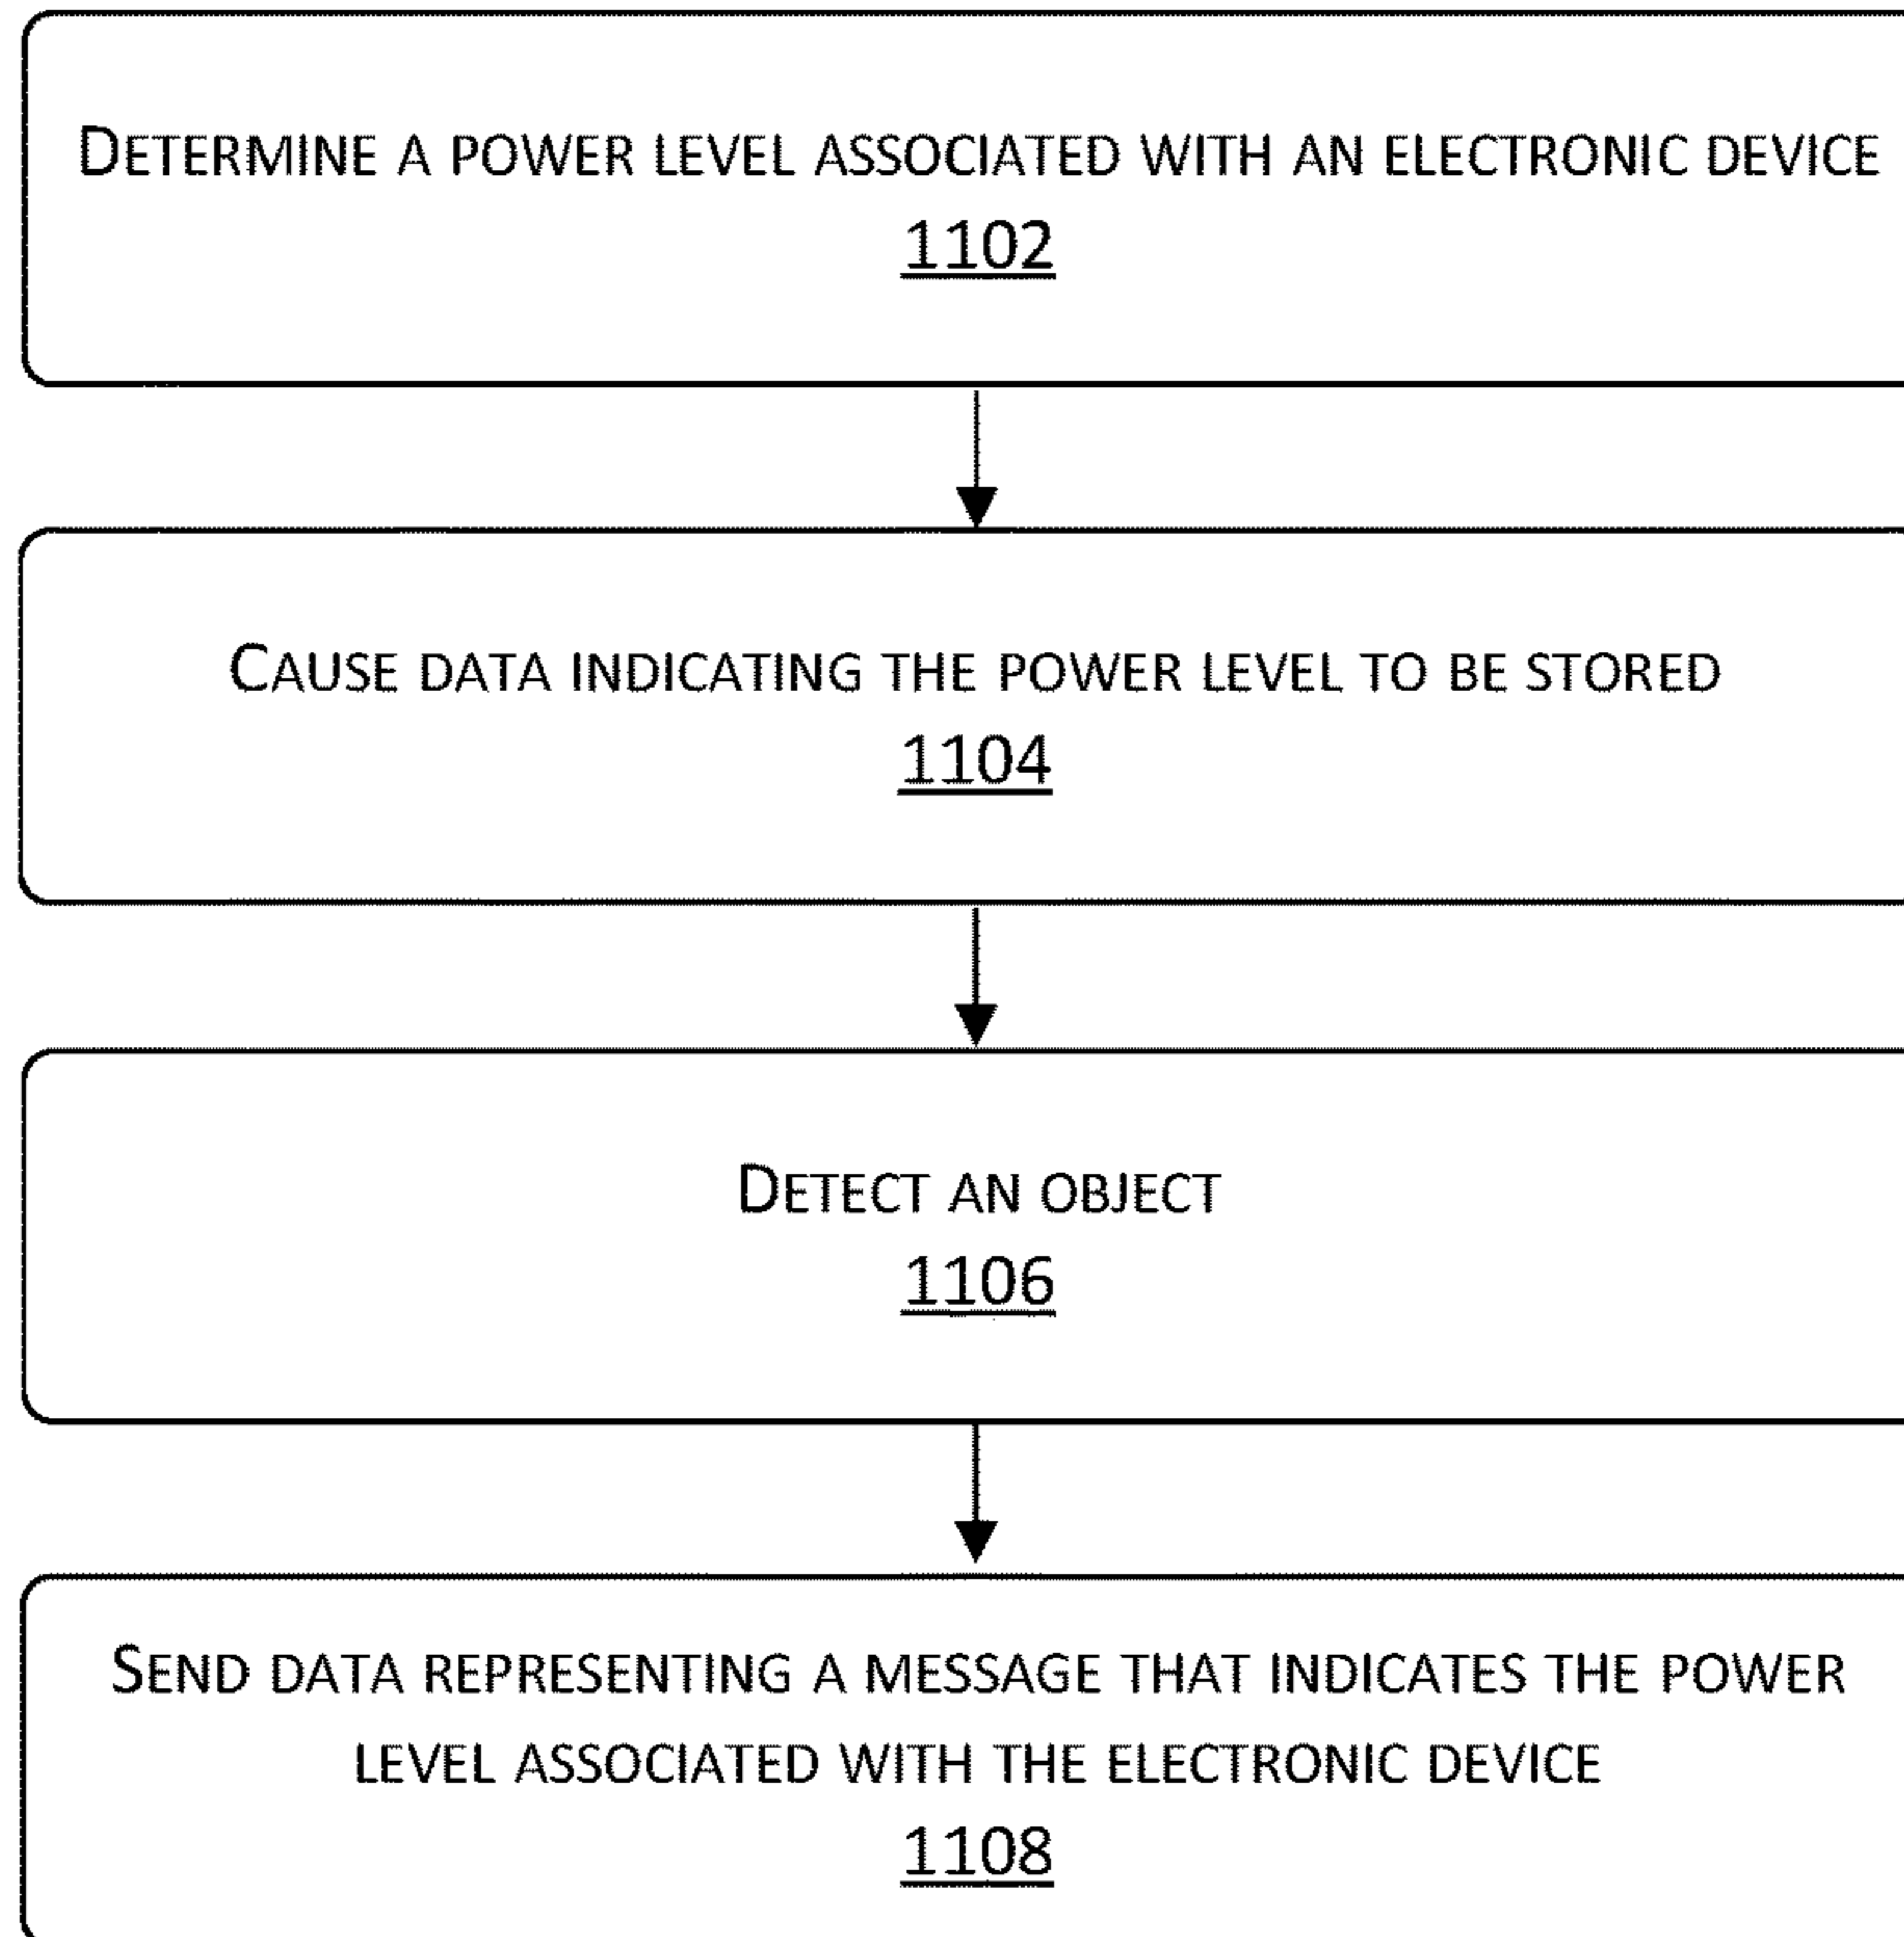 DETERMINE A POWER LEVEL ASSOCIATED WITH AN ELECTRONIC DEVICE
1102
CAUSE DATA INDICATING THE POWER LEVEL TO BE STORED
1104
DETECT AN OBJECT
1106
SEND DATA REPRESENTING A MESSAGE THAT INDICATES THE POWER
LEVEL ASSOCIATED WITH THE ELECTRONIC DEVICE
1108